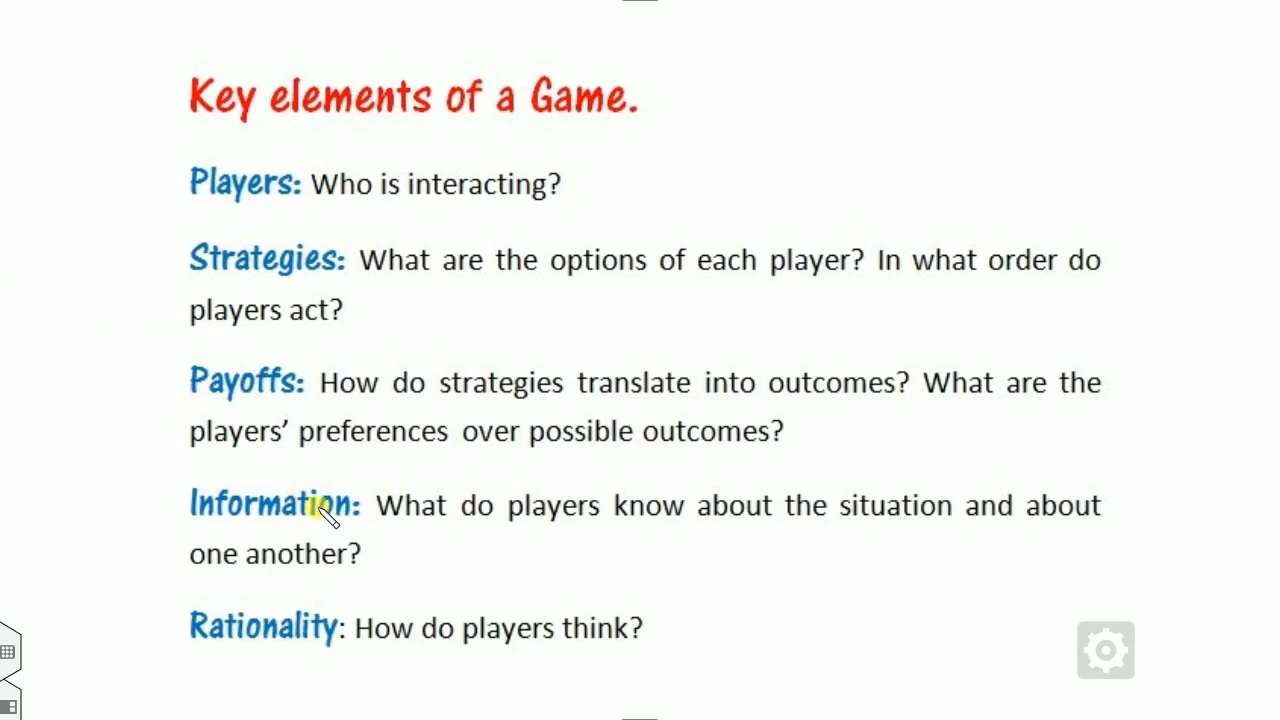 Key elements of a Game.
Players: Who is interacting?
Strategies: What are the options of each player? In what order do
players act?
Payoffs: How do strategies translate into outcomes? What are the
players’ preferences over possible outcomes?
Information: What do players know about the situation and about
one another?
Rationality: How do players think?